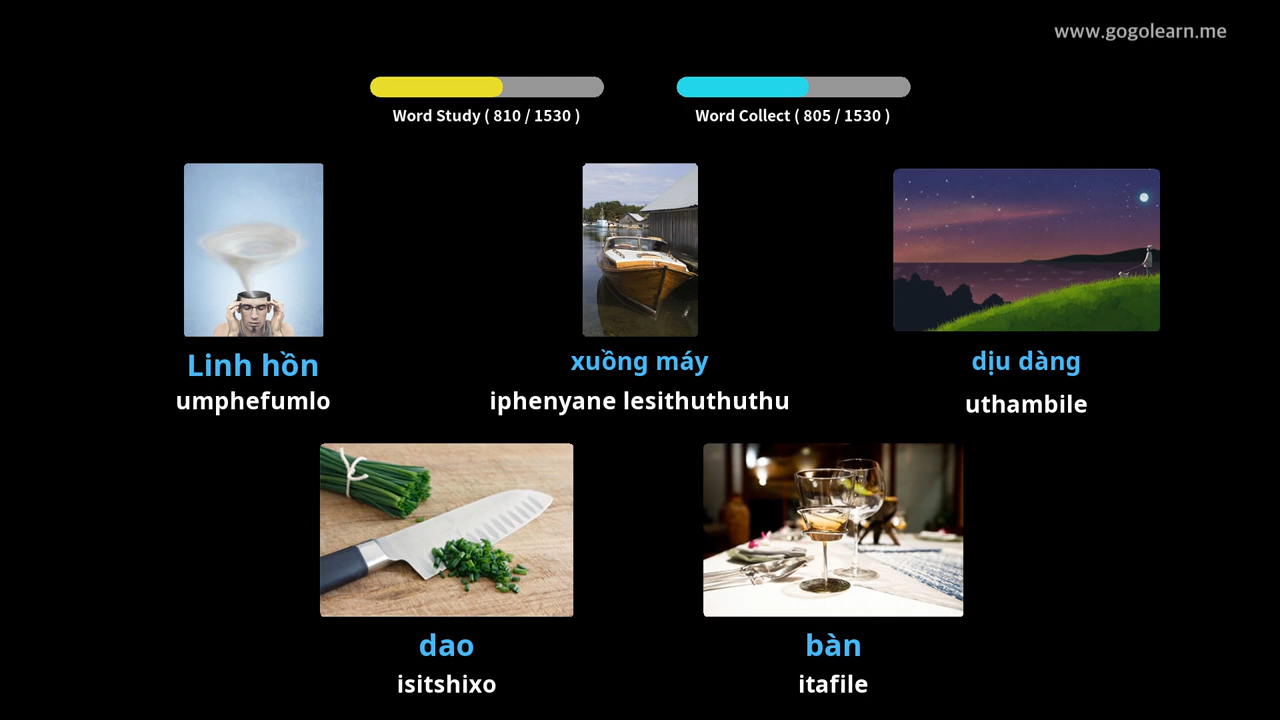 www.gogolearn.me
Word Study ( 810 / 1530 )
Word Collect ( 805 / 1530 )
Linh hồn
umphefumlo
xuồng máy
iphenyane lesithuthuthu
dịu dàng
uthambile
dao
isitshixo
bàn
itafile